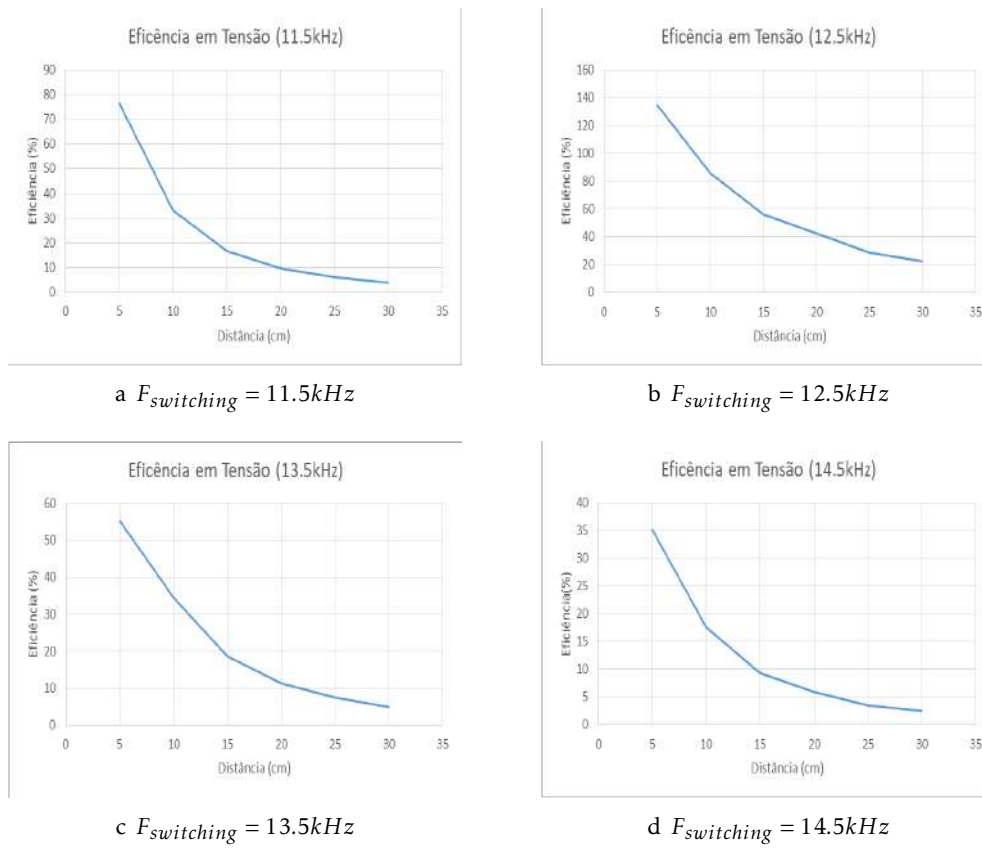 Eficência em Tensão (11.5kHz)
Eficiência (%)
90
80
70
60
50
40
30
20
10
0
0 5 10 15 20 25 30 35
Distância (cm)
a F_switching = 11.5kHz
Eficência em Tensão (12.5kHz)
Eficiência (%)
160
140
120
100
80
60
40
20
0
0 5 10 15 20 25 30 35
Distância (cm)
b F_switching = 12.5kHz
Eficência em Tensão (13.5kHz)
Eficiência (%)
60
50
40
30
20
10
0
0 5 10 15 20 25 30 35
Distância (cm)
c F_switching = 13.5kHz
Eficência em Tensão (14.5kHz)
Eficiência(%)
40
35
30
25
20
15
10
5
0
0 5 10 15 20 25 30 35
Distância (cm)
d F_switching = 14.5kHz